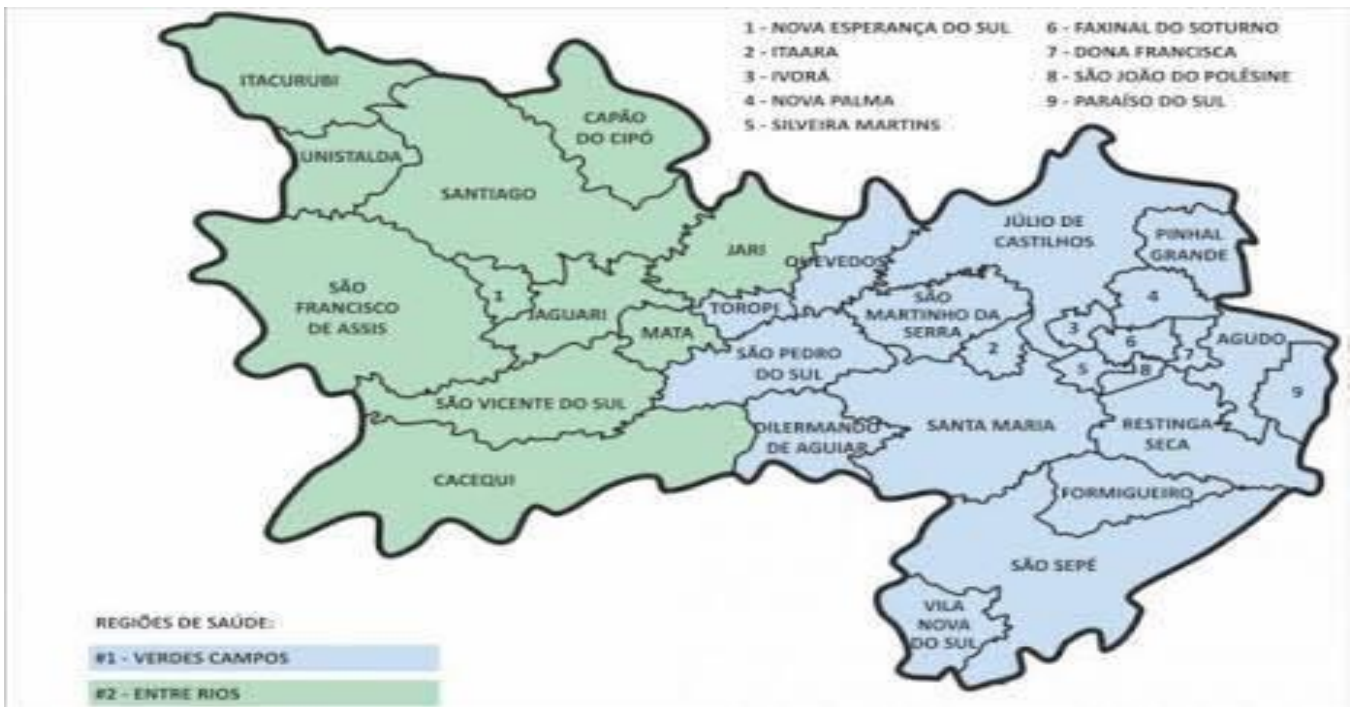 1 - NOVA ESPERANÇA DO SUL
2 - ITAARA
3 - IVORÁ
4 - NOVA PALMA
5 - SILVEIRA MARTINS
6 - FAXINAL DO SOTURNO
7 - DONA FRANCISCA
8 - SÃO JOÃO DO POLÊSINE
9 - PARAÍSO DO SUL
ITACURUBI
CAPÃO
DO CIPÓ
UNISTALDA
SANTIAGO
JÚLIO DE
CASTILHOS
PINHAL
GRANDE
JARI
QUEVEDOS
SÃO
FRANCISCO
DE ASSIS
1
JAGUARI
MATA
TOROPI
SÃO
MARTINHO DA
SERRA
2
3
4
5
6
7
8
9
AGUDO
SÃO PEDRO
DO SUL
SÃO VICENTE DO SUL
DILERMANDO
DE AGUIAR
SANTA MARIA
RESTINGA
SECA
CACEQUI
FORMIGUEIRO
SÃO SEPÉ
VILA
NOVA
DO SUL
REGIÕES DE SAÚDE:
#1 - VERDES CAMPOS
#2 - ENTRE RIOS